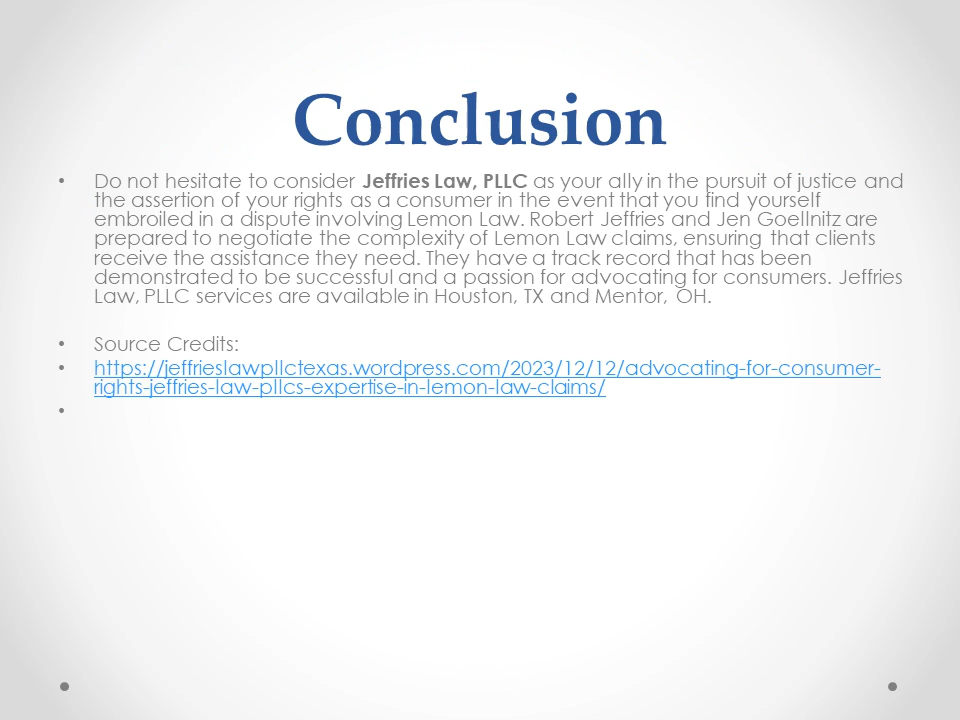 Conclusion
• Do not hesitate to consider Jeffries Law, PLLC as your ally in the pursuit of justice and
the assertion of your rights as a consumer in the event that you find yourself
embroiled in a dispute involving Lemon Law. Robert Jeffries and Jen Goellnitz are
prepared to negotiate the complexity of Lemon Law claims, ensuring that clients
receive the assistance they need. They have a track record that has been
demonstrated to be successful and a passion for advocating for consumers. Jeffries
Law, PLLC services are available in Houston, TX and Mentor, OH.
• Source Credits:
• https://jeffrieslawpllctexas.wordpress.com/2023/12/12/advocating-for-consumer-
rights-jeffries-law-pllcs-expertise-in-lemon-law-claims/
•